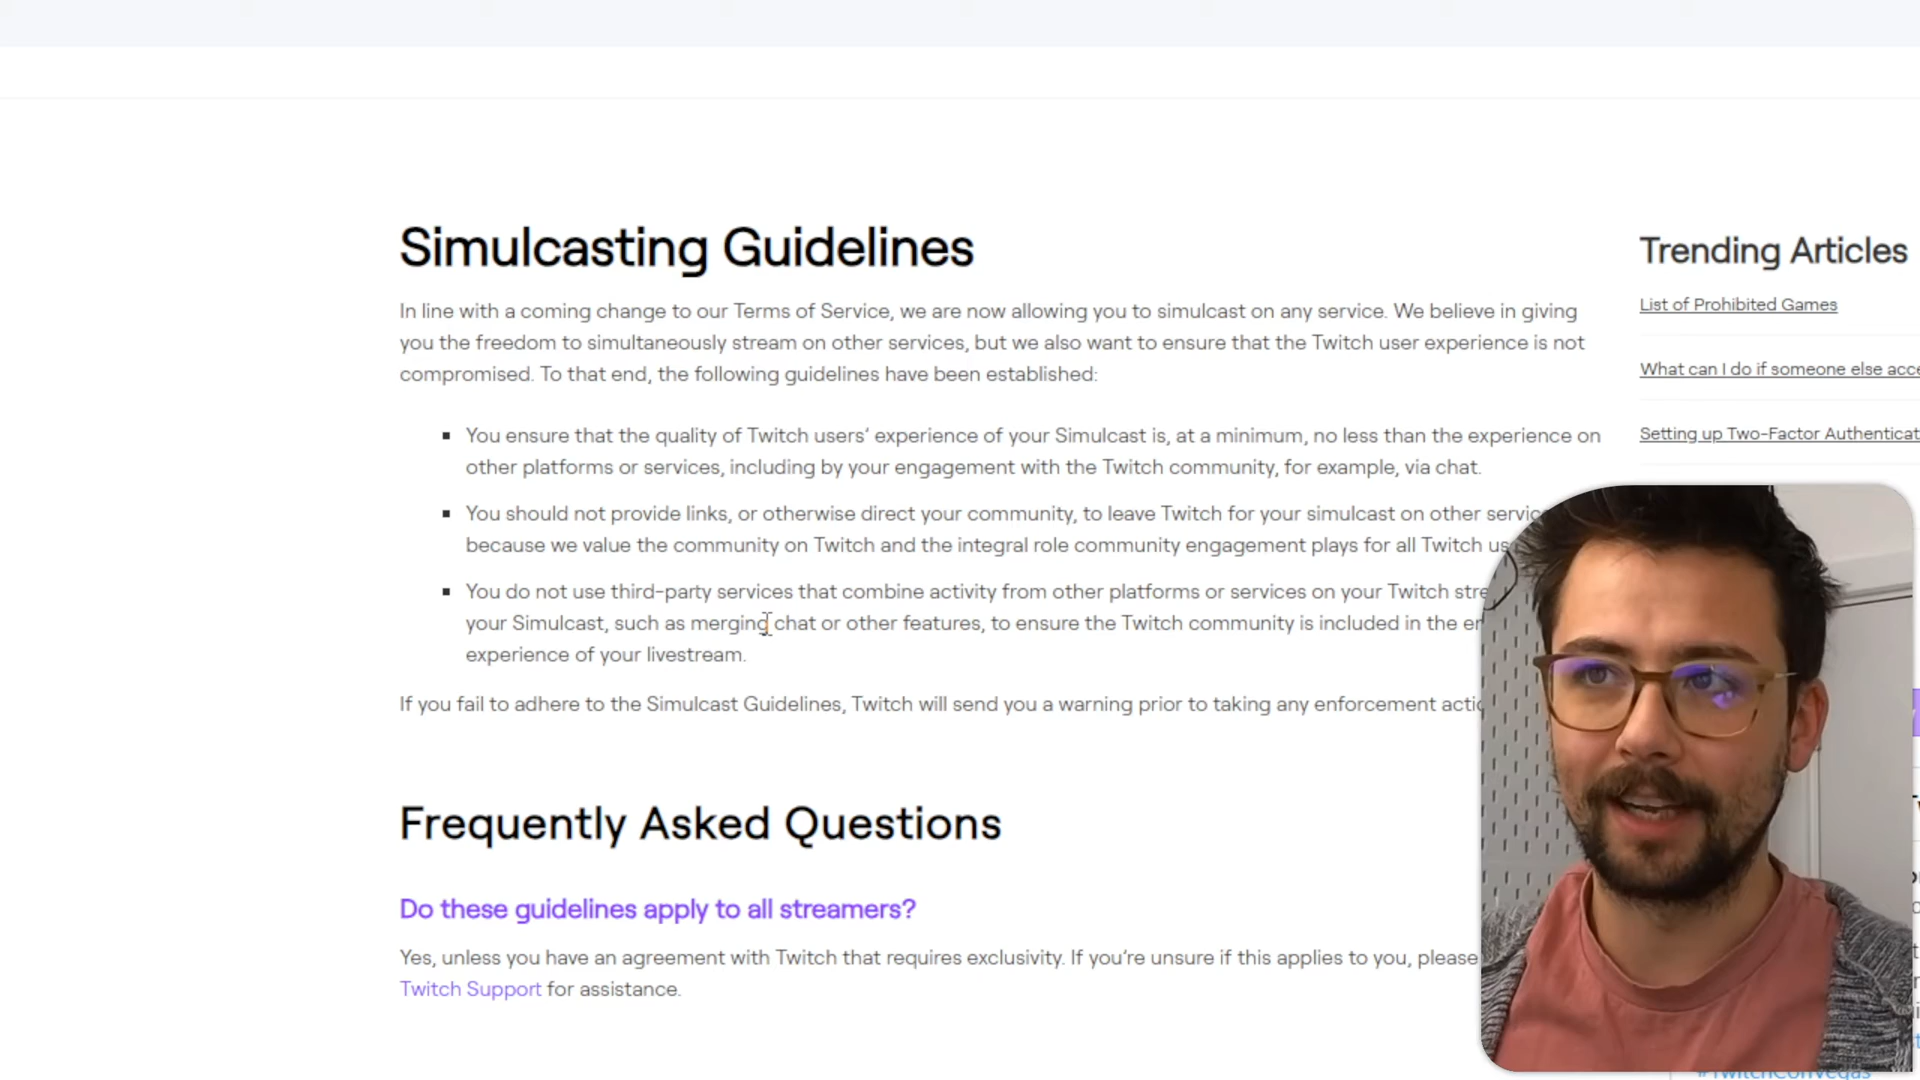 Simulcasting Guidelines
In line with a coming change to our Terms of Service, we are now allowing you to simulcast on any service. We believe in giving
you the freedom to simultaneously stream on other services, but we also want to ensure that the Twitch user experience is not
compromised. To that end, the following guidelines have been established:
You ensure that the quality of Twitch users’ experience of your Simulcast is, at a minimum, no less than the experience on
other platforms or services, including by your engagement with the Twitch community, for example, via chat.
You should not provide links, or otherwise direct your community, to leave Twitch for your simulcast on other
because we value the community on Twitch and the integral role community engagement plays for all Twitch
You do not use third-party services that combine activity from other platforms or services on your Twitch
your Simulcast, such as merging chat or other features, to ensure the Twitch community is included in the
experience of your livestream.
If you fail to adhere to the Simulcast Guidelines, Twitch will send you a warning prior to taking any enforcement
Frequently Asked Questions
Do these guidelines apply to all streamers?
Yes, unless you have an agreement with Twitch that requires exclusivity. If you’re unsure if this applies to you, please
Twitch Support for assistance.
Trending Articles
List of Prohibited Games
What can I do if someone else
Setting up Two-Factor